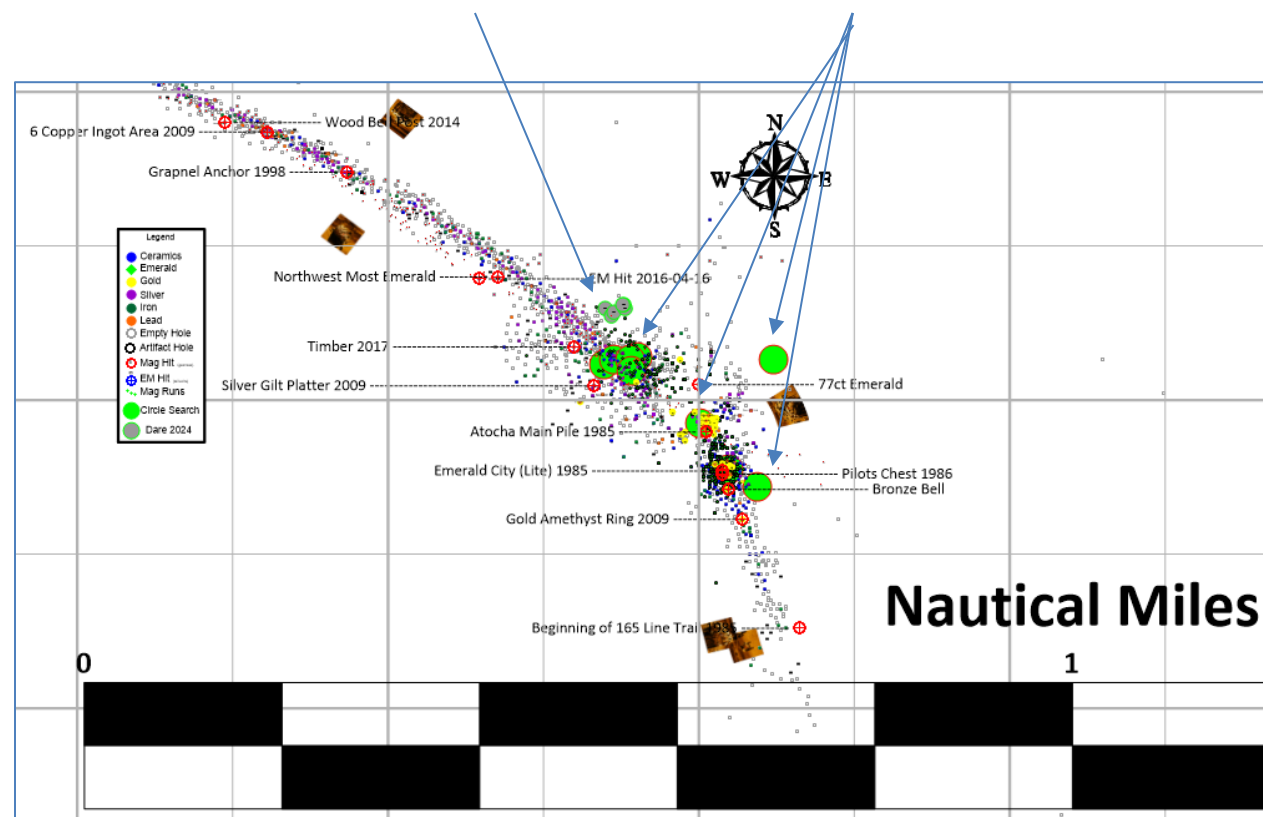 Wood Bell Post 2014
6 Copper Ingot Area 2009
Grapnel Anchor 1998
N
W
E
S
Legend
Ceramics
Emerald
Gold
Silver
Iron
Lead
Empty Hole
Artifact Hole
Mag Hit
EM Hit
Mag Runs
Circle Search
Dare 2024
Northwest Most Emerald
EM Hit 2016-04-16
Timber 2017
Silver Gilt Platter 2009
77ct Emerald
Atocha Main Pile 1985
Emerald City (Lite) 1985
Pilots Chest 1986
Bronze Bell
Gold Amethyst Ring 2009
Beginning of 165 Line Trail
Nautical Miles
0
1